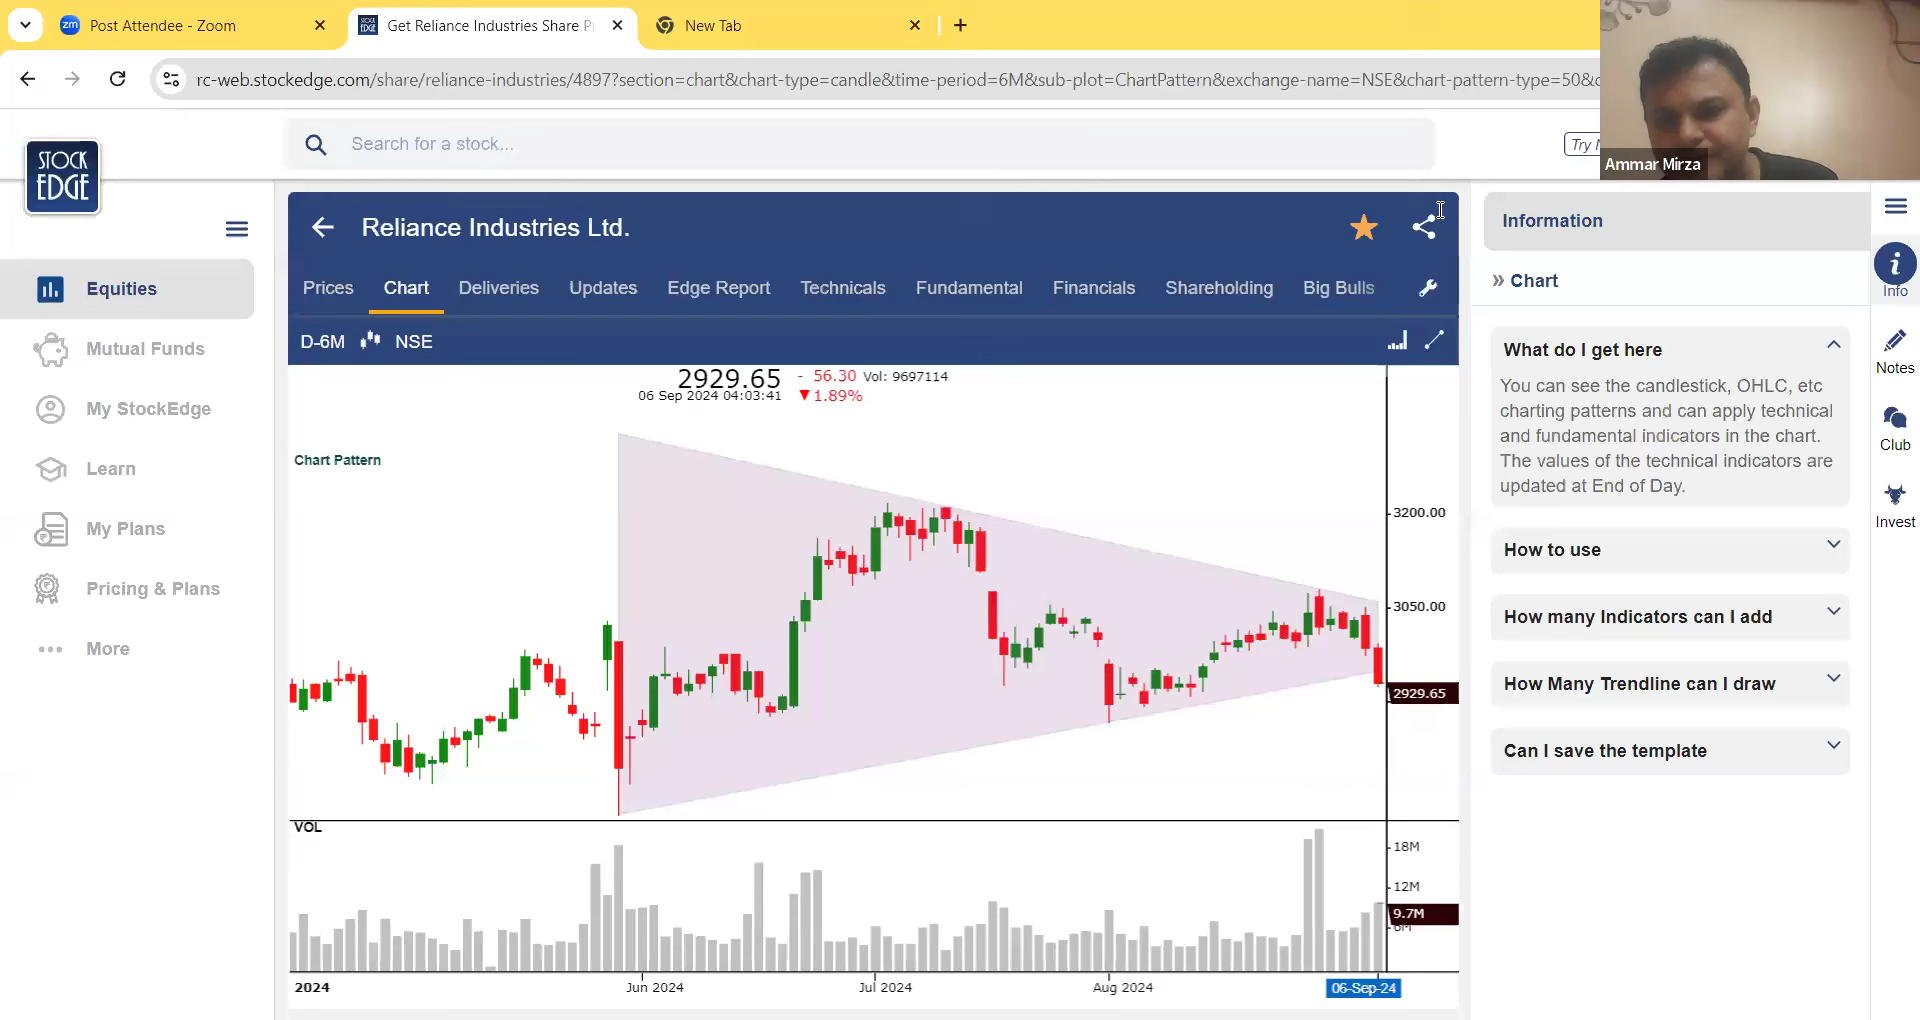 zm Post Attendee - Zoom
STOCK EDGE Get Reliance Industries Share P
New Tab
rc-web.stockedge.com/share/reliance-industries/4897?section=chart&chart-type=candle&time-period=6M&sub-plot=ChartPattern&exchange-name=NSE&chart-pattern-type=50&c
STOCK
EDGE
Search for a stock...
Try
Ammar Mirza
Equities
Mutual Funds
My StockEdge
Learn
My Plans
Pricing & Plans
More
Reliance Industries Ltd.
Prices Chart Deliveries Updates Edge Report Technicals Fundamental Financials Shareholding Big Bulls
D-6M NSE
2929.65 - 56.30 Vol: 9697114
06 Sep 2024 04:03:41 ▼1.89%
Chart Pattern
3200.00
3050.00
2929.65
VOL
18M
12M
9.7M
6M
2024 Jun 2024 Jul 2024 Aug 2024 06-Sep-24
Information
» Chart
What do I get here
You can see the candlestick, OHLC, etc
charting patterns and can apply technical
and fundamental indicators in the chart.
The values of the technical indicators are
updated at End of Day.
How to use
How many Indicators can I add
How Many Trendline can I draw
Can I save the template
i
Info
Notes
Club
Invest